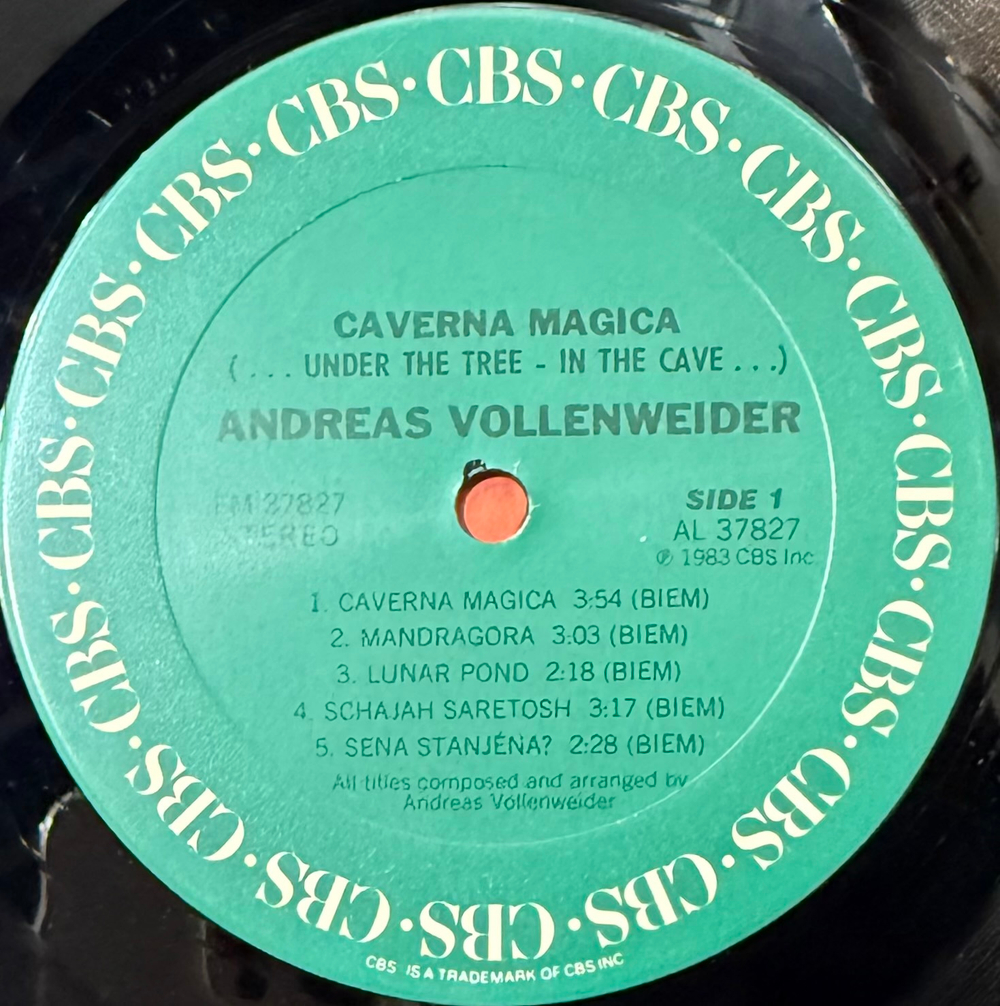 CBS · CBS · CBS · CBS · CBS · CBS · CBS · CBS · CBS · CBS · CBS · CBS · CBS · CBS · CBS · CBS ·
CAVERNA MAGICA
(... UNDER THE TREE - IN THE CAVE ...)
ANDREAS VOLLENWEIDER
FM 37827
STEREO
SIDE 1
AL 37827
℗ 1983 CBS Inc.
1. CAVERNA MAGICA 3:54 (BIEM)
2. MANDRAGORA 3:03 (BIEM)
3. LUNAR POND 2:18 (BIEM)
4. SCHAJAH SARETOSH 3:17 (BIEM)
5. SENA STANJÉNA? 2:28 (BIEM)
All titles composed and arranged by
Andreas Vollenweider
CBS IS A TRADEMARK OF CBS INC